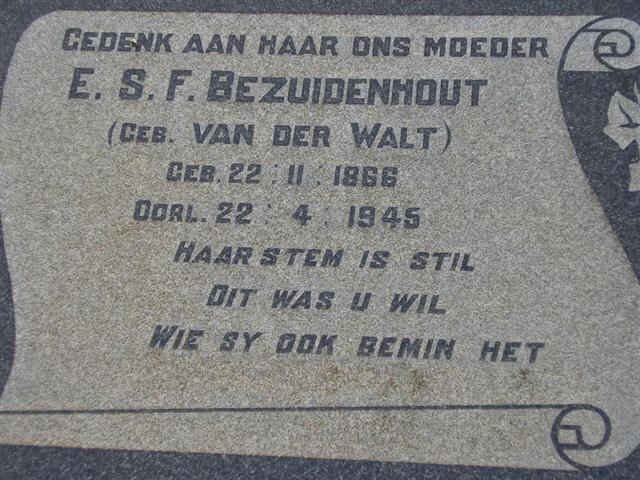 GEDENK AAN HAAR ONS MOEDER
E. S. F. BEZUIDENHOUT
(GEB. VAN DER WALT)
GEB. 22 : 11 : 1866
OORL. 22 : 4 : 1945
HAAR STEM IS STIL
DIT WAS U WIL
WIE SY OOK BEMIN HET